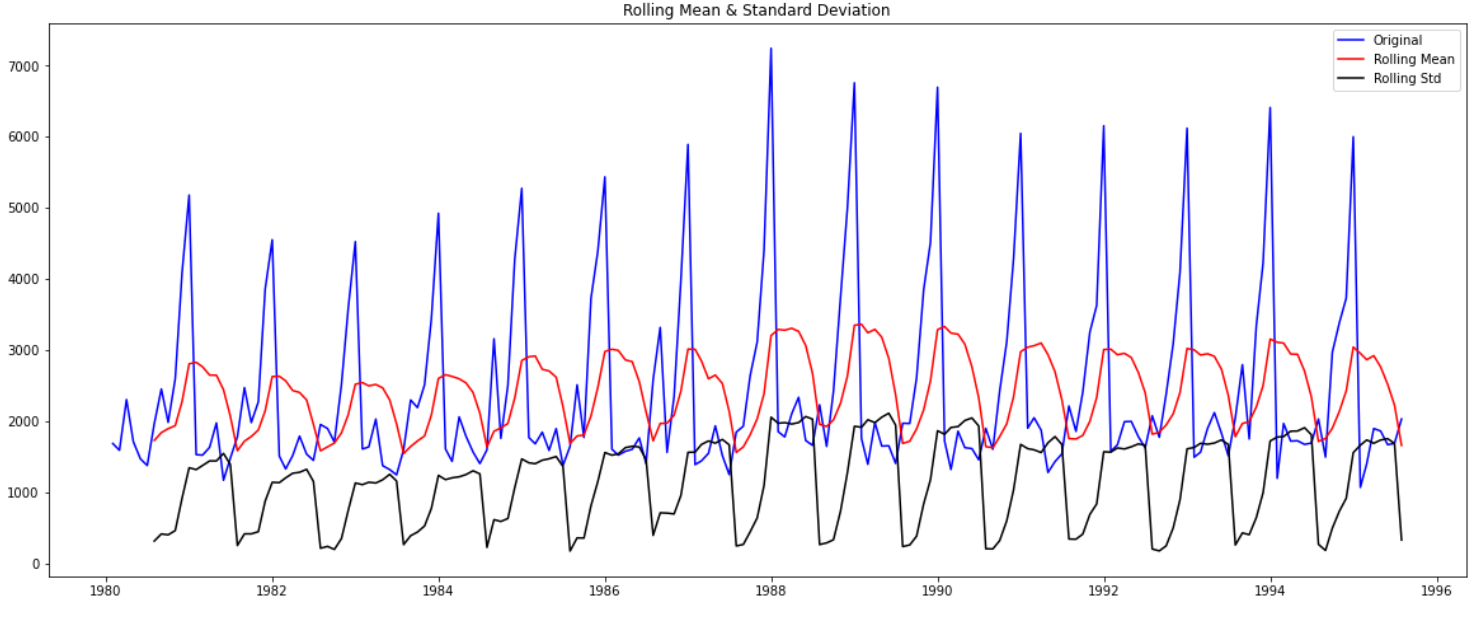 Rolling Mean & Standard Deviation
Original
Rolling Mean
Rolling Std
7000
6000
5000
4000
3000
2000
1000
0
1980 1982 1984 1986 1988 1990 1992 1994 1996